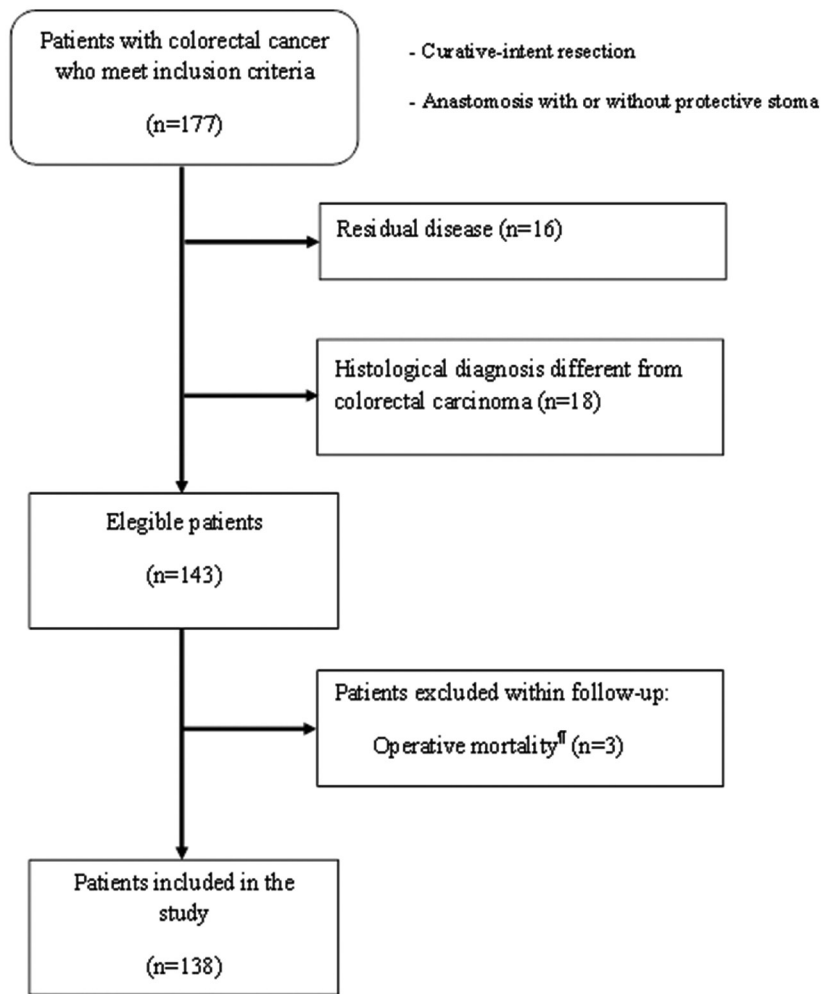 Patients with colorectal cancer
who meet inclusion criteria
(n=177)
- Curative-intent resection
- Anastomosis with or without protective stoma
Residual disease (n=16)
Histological diagnosis different from
colorectal carcinoma (n=18)
Elegible patients
(n=143)
Patients excluded within follow-up:
Operative mortality¶ (n=3)
Patients included in the
study
(n=138)